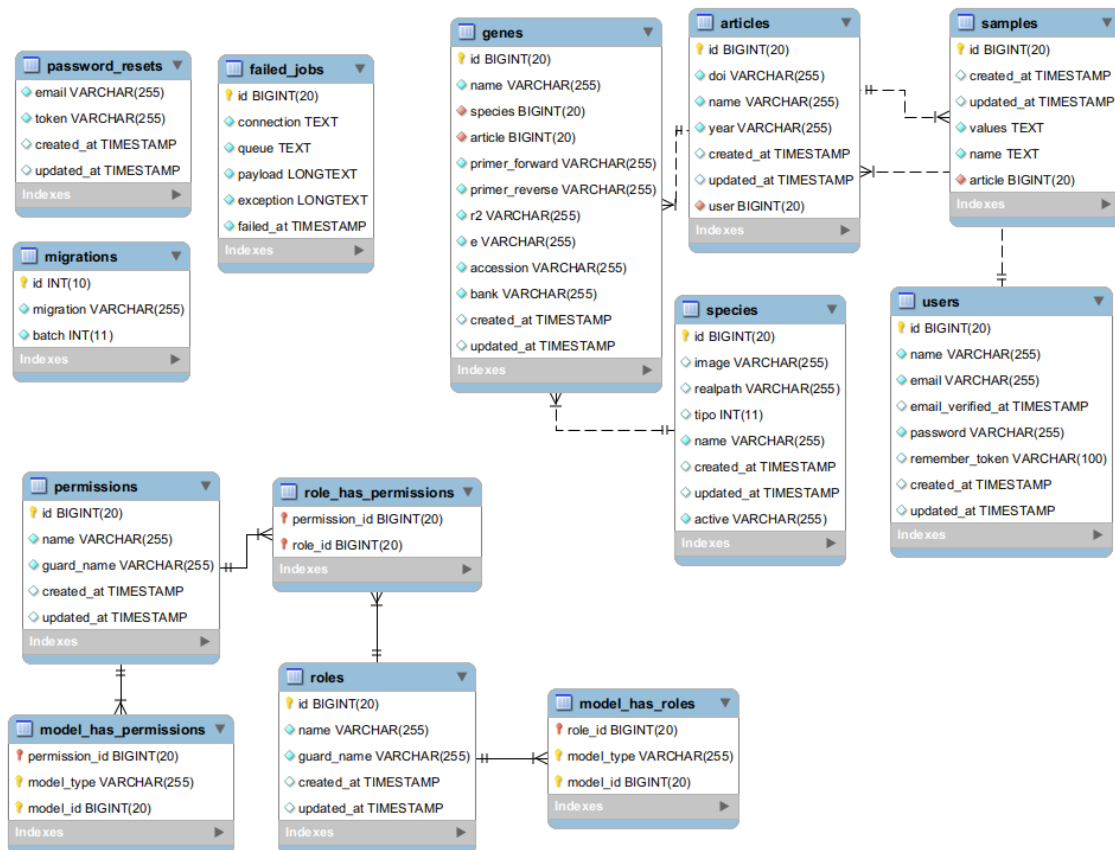 password_resets
email VARCHAR(255)
token VARCHAR(255)
created_at TIMESTAMP
updated_at TIMESTAMP
Indexes
failed_jobs
id BIGINT(20)
connection TEXT
queue TEXT
payload LONGTEXT
exception LONGTEXT
failed_at TIMESTAMP
Indexes
genes
id BIGINT(20)
name VARCHAR(255)
species BIGINT(20)
article BIGINT(20)
primer_forward VARCHAR(255)
primer_reverse VARCHAR(255)
r2 VARCHAR(255)
e VARCHAR(255)
accession VARCHAR(255)
bank VARCHAR(255)
created_at TIMESTAMP
updated_at TIMESTAMP
Indexes
articles
id BIGINT(20)
doi VARCHAR(255)
name VARCHAR(255)
year VARCHAR(255)
created_at TIMESTAMP
updated_at TIMESTAMP
user BIGINT(20)
Indexes
samples
id BIGINT(20)
created_at TIMESTAMP
updated_at TIMESTAMP
values TEXT
name TEXT
article BIGINT(20)
Indexes
migrations
id INT(10)
migration VARCHAR(255)
batch INT(11)
Indexes
species
id BIGINT(20)
image VARCHAR(255)
realpath VARCHAR(255)
tipo INT(11)
name VARCHAR(255)
created_at TIMESTAMP
updated_at TIMESTAMP
active VARCHAR(255)
Indexes
users
id BIGINT(20)
name VARCHAR(255)
email VARCHAR(255)
email_verified_at TIMESTAMP
password VARCHAR(255)
remember_token VARCHAR(100)
created_at TIMESTAMP
updated_at TIMESTAMP
Indexes
permissions
id BIGINT(20)
name VARCHAR(255)
guard_name VARCHAR(255)
created_at TIMESTAMP
updated_at TIMESTAMP
Indexes
role_has_permissions
permission_id BIGINT(20)
role_id BIGINT(20)
Indexes
model_has_permissions
permission_id BIGINT(20)
model_type VARCHAR(255)
model_id BIGINT(20)
Indexes
roles
id BIGINT(20)
name VARCHAR(255)
guard_name VARCHAR(255)
created_at TIMESTAMP
updated_at TIMESTAMP
Indexes
model_has_roles
role_id BIGINT(20)
model_type VARCHAR(255)
model_id BIGINT(20)
Indexes